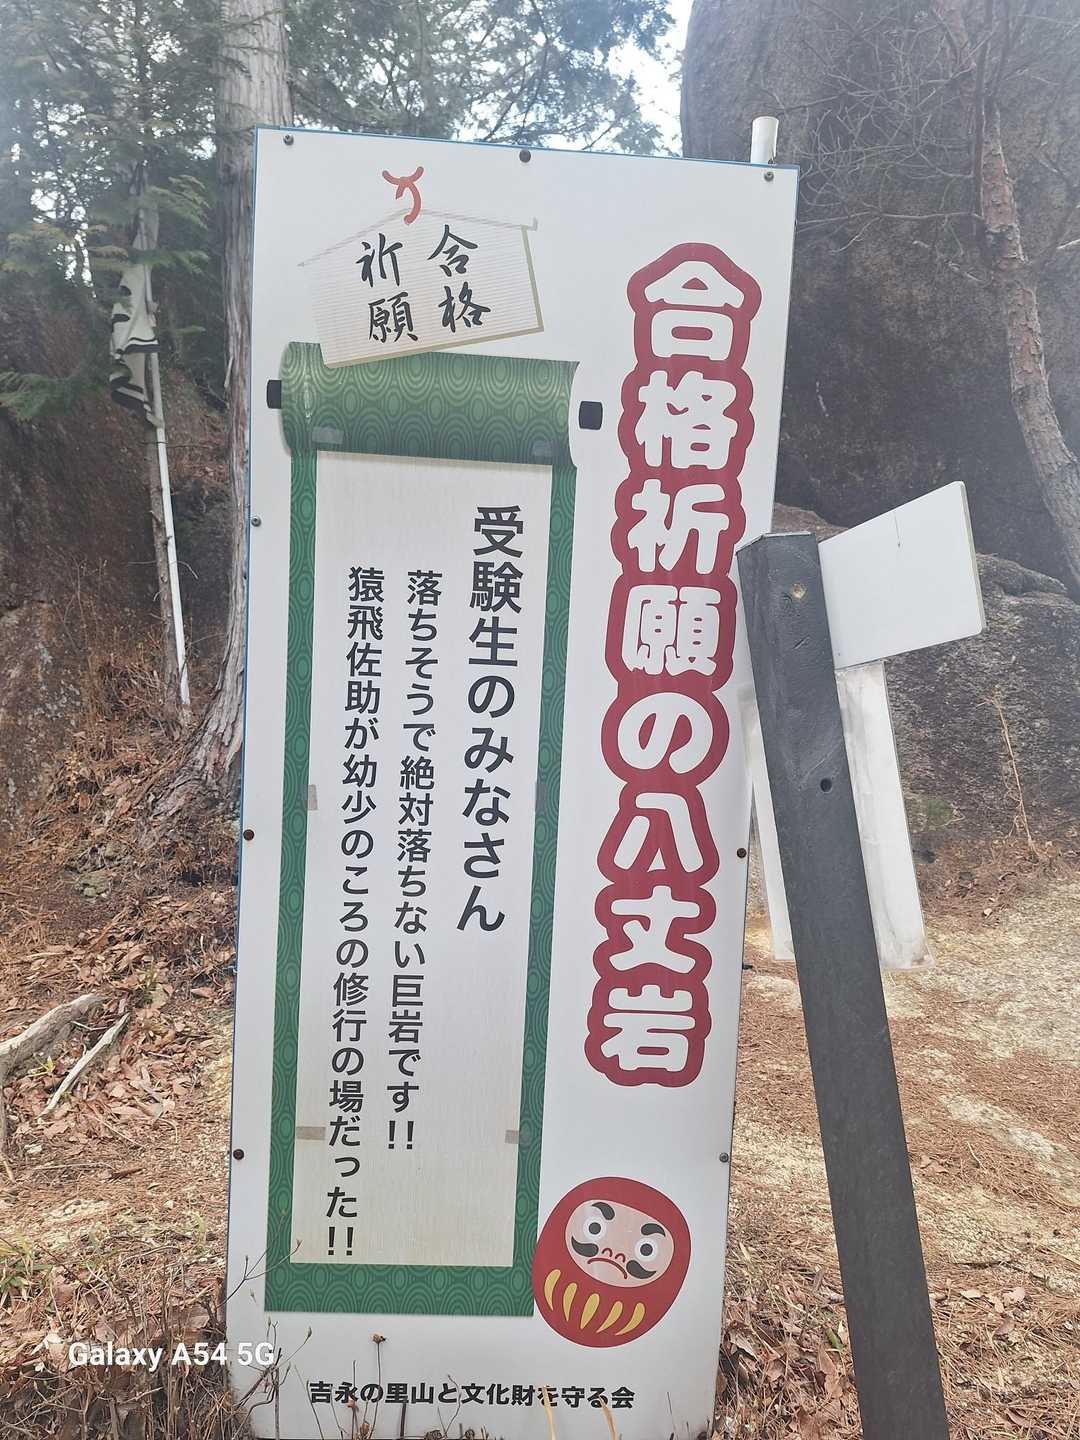 合格祈願の八丈岩
合格
祈願
受験生のみなさん
落ちそうで絶対落ちない巨岩です!!
猿飛佐助が幼少のころの修行の場だった!!
吉永の里山と文化財を守る会
Galaxy A54 5G